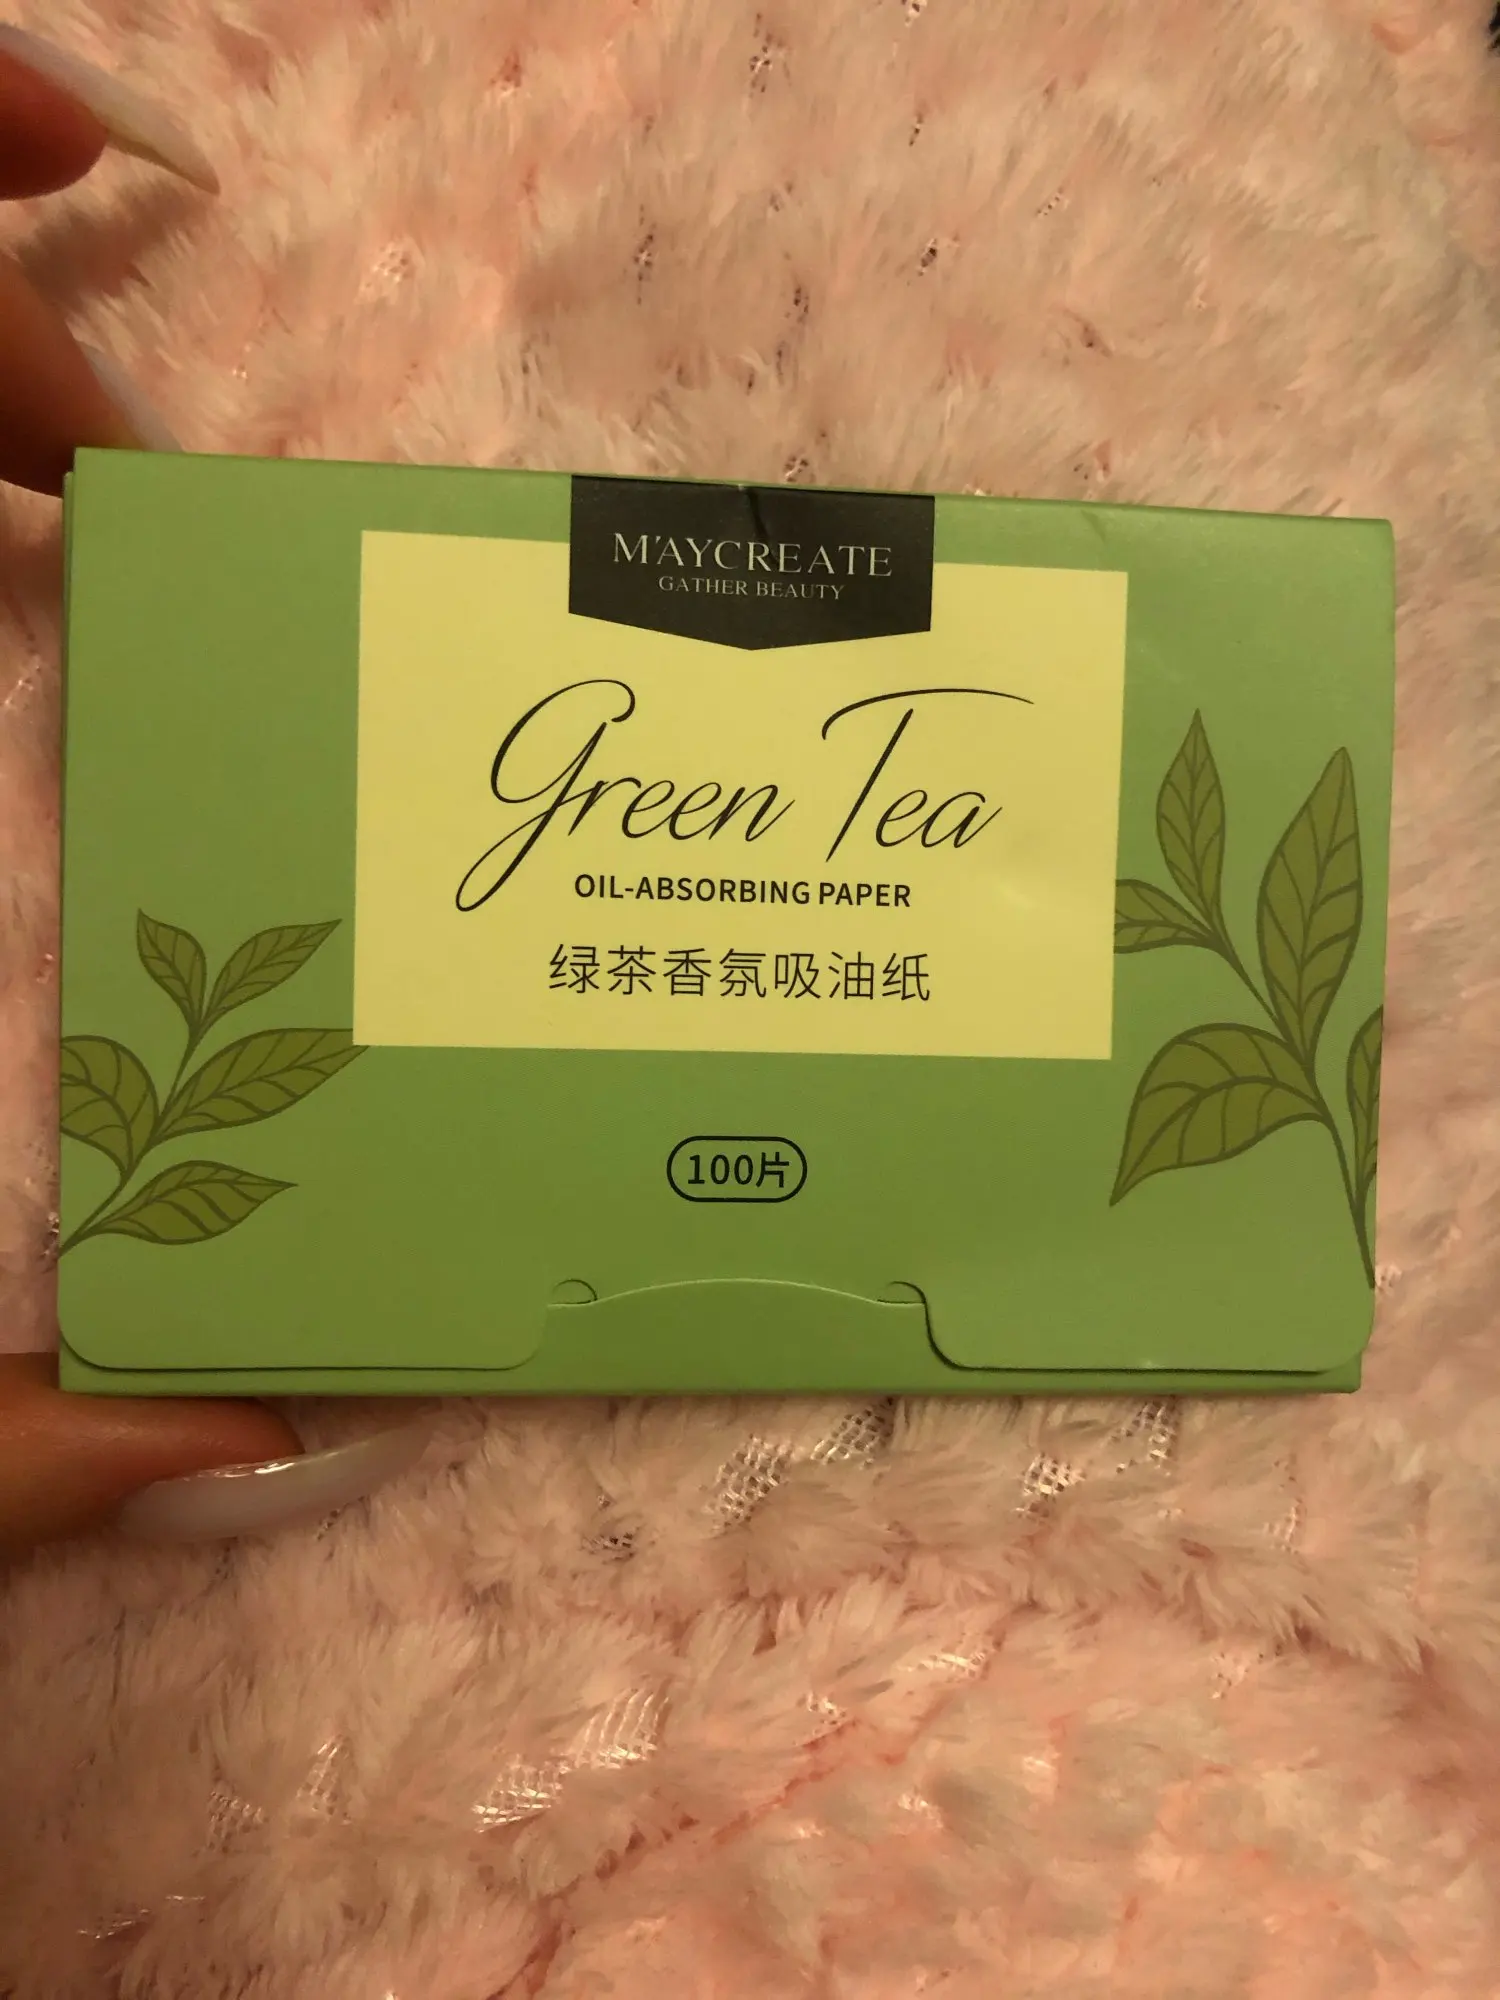 M'AYCREATE
GATHER BEAUTY
Green Tea
OIL-ABSORBING PAPER
绿茶香氛吸油纸
100片